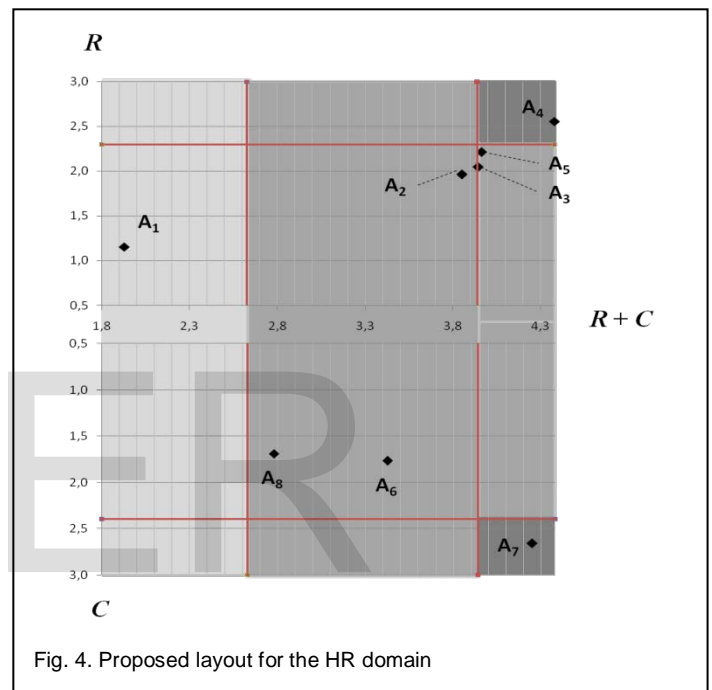 R
3,0
2,5
2,0
1,5
1,0
0,5
A4
A5
A2
A3
A1
1,8 2,3 2,8 3,3 3,8 4,3
R + C
0,5
1,0
1,5
2,0
2,5
3,0
A8
A6
A7
C
ER
Fig. 4. Proposed layout for the HR domain